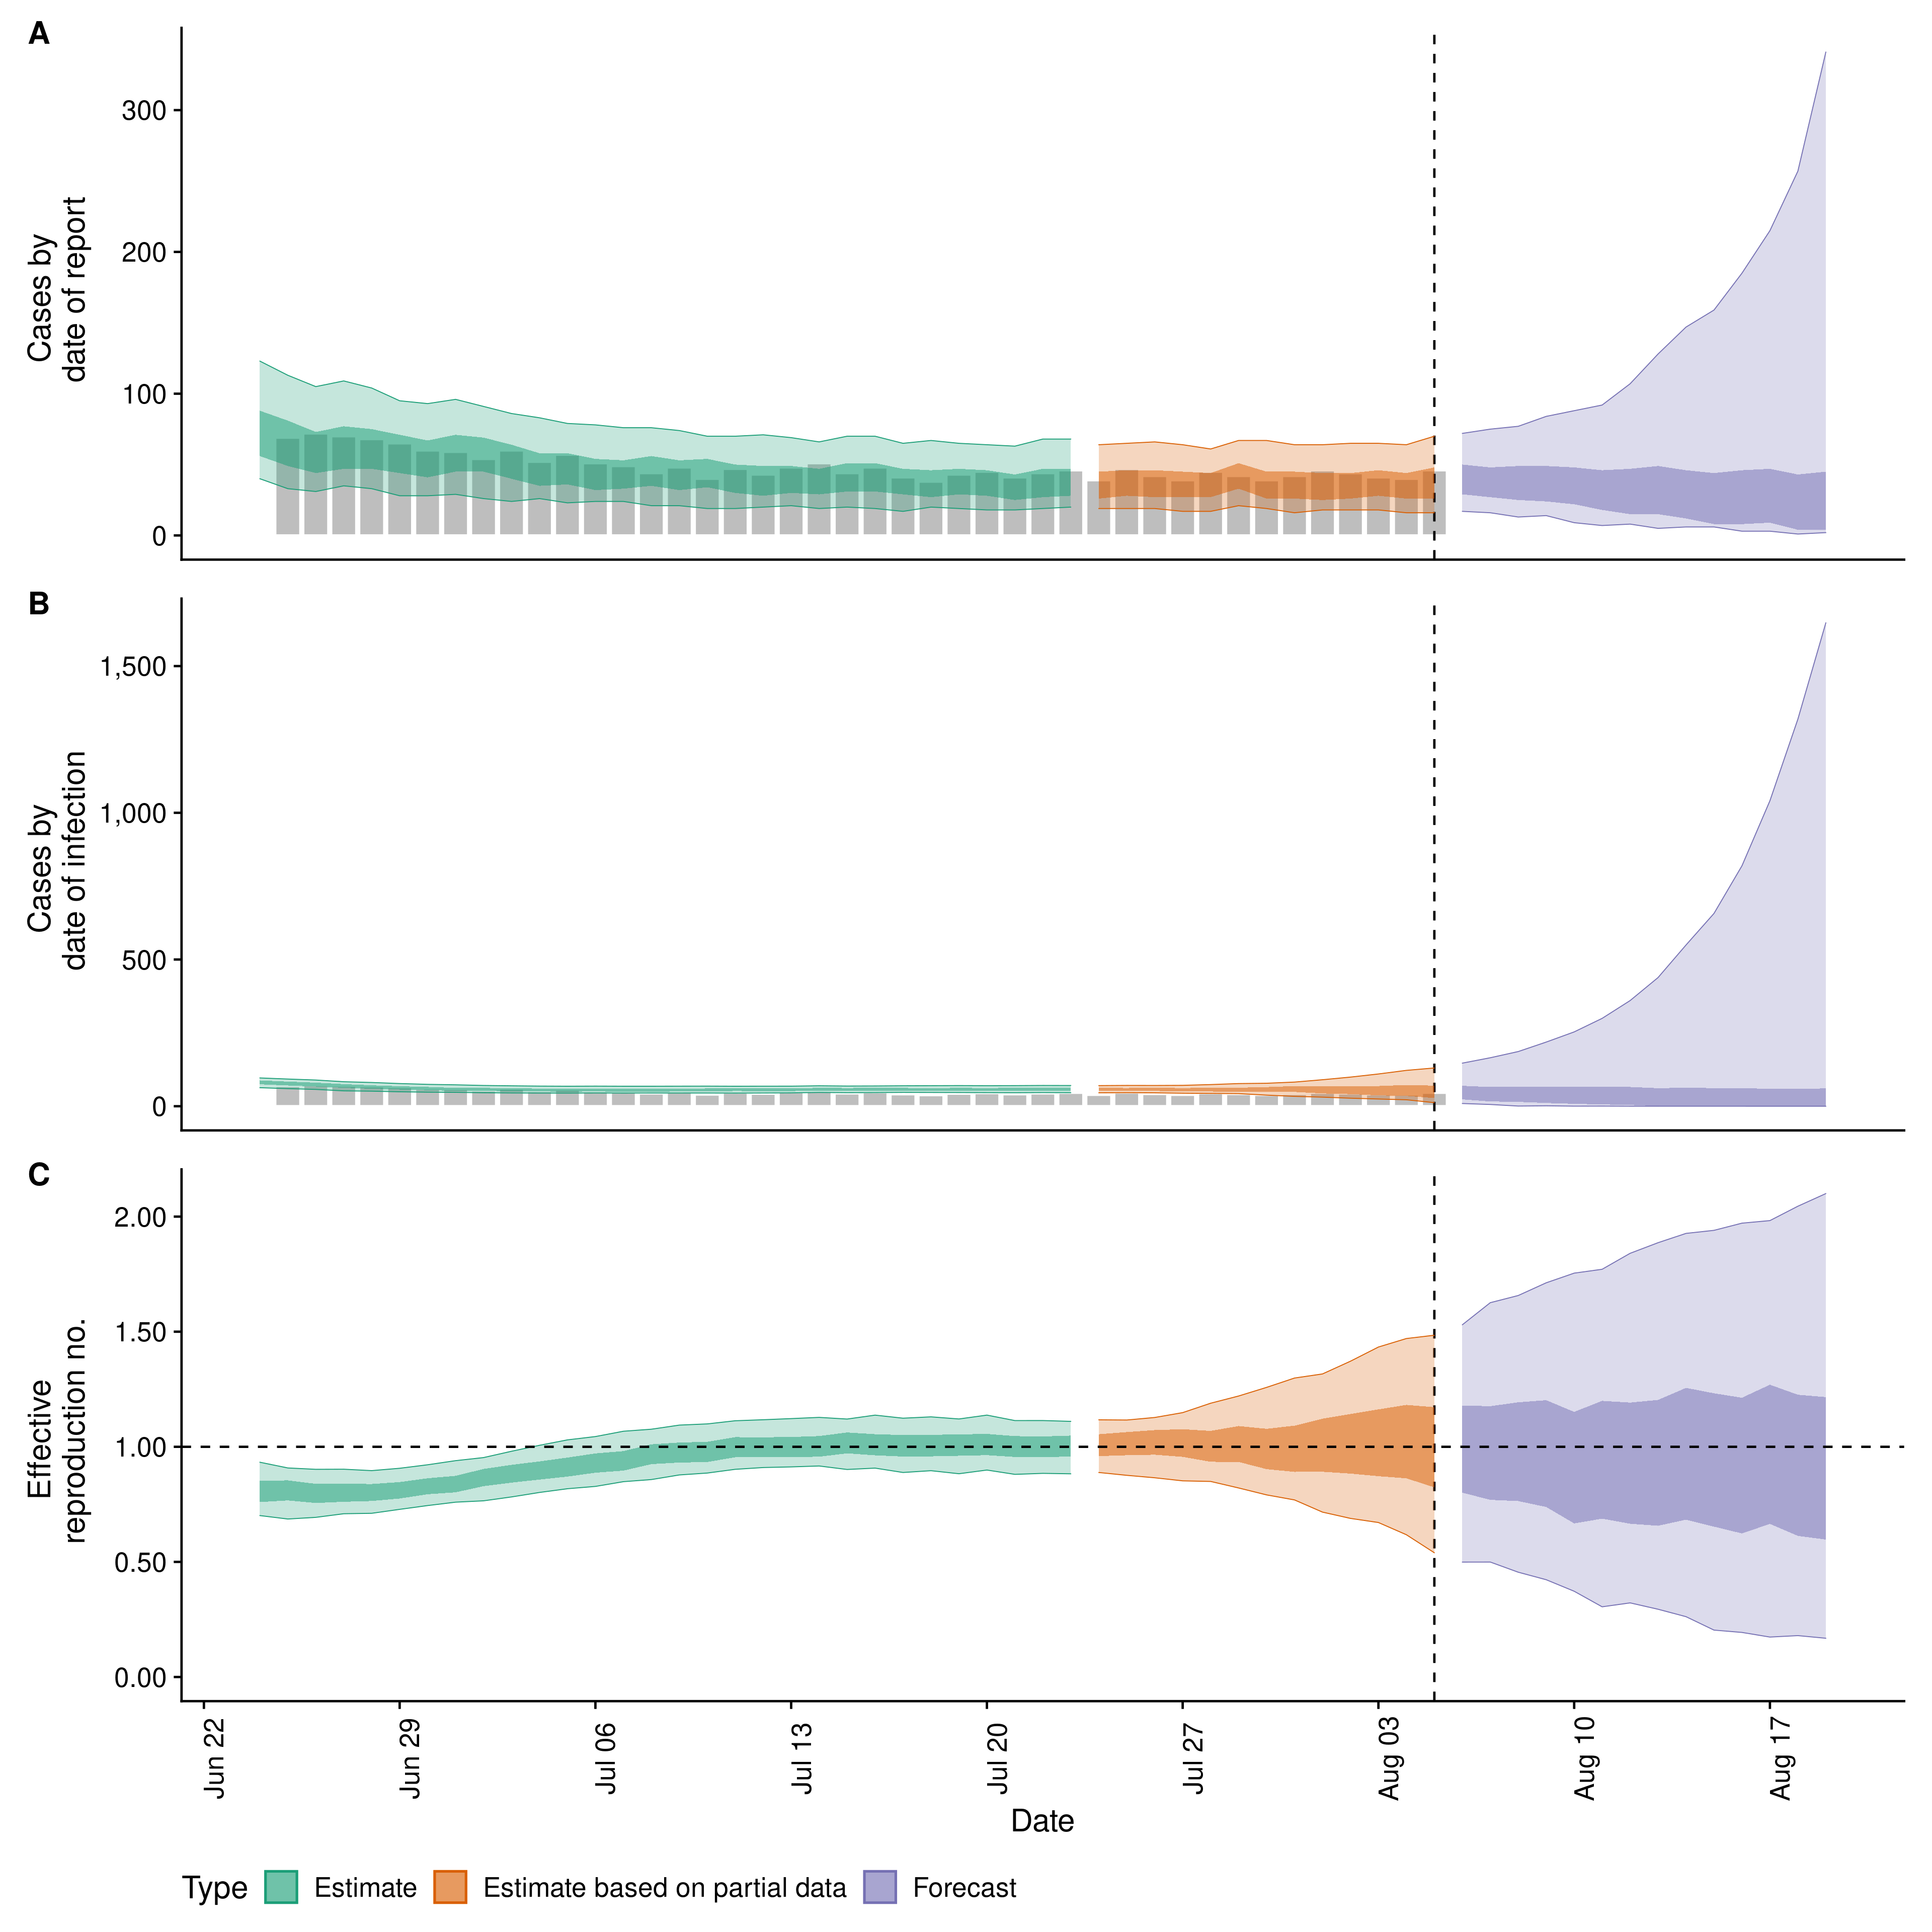 A
300
200
100
0
Cases by
date of report
B
1,500
1,000
500
0
Cases by
date of infection
C
2.00
1.50
1.00
0.50
0.00
Effective
reproduction no.
Jun 22
Jun 29
Jul 06
Jul 13
Jul 20
Jul 27
Aug 03
Aug 10
Aug 17
Date
Type Estimate Estimate based on partial data Forecast